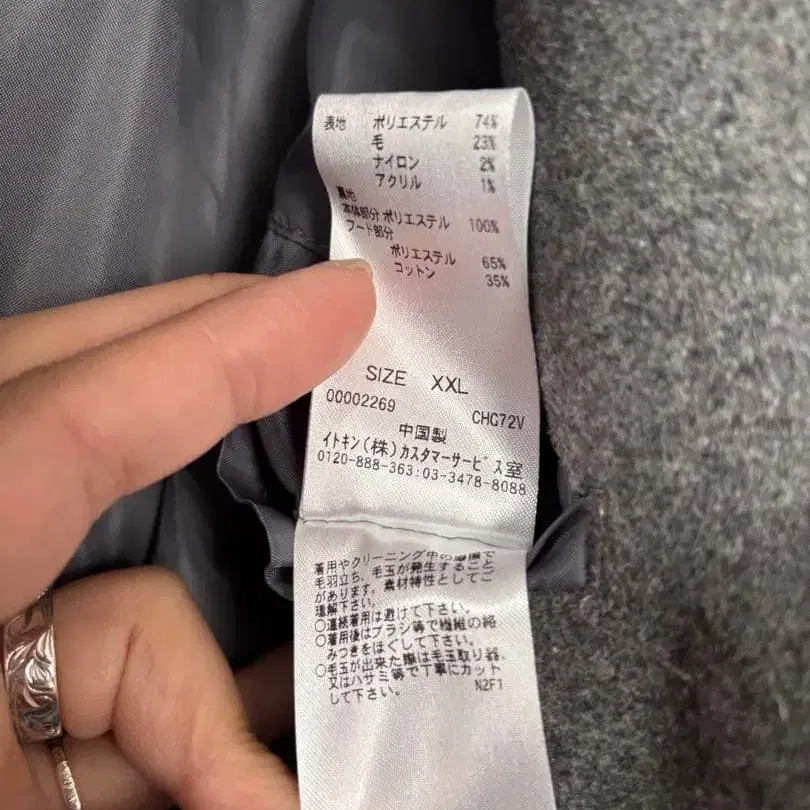 表地 ポリエステル 74%
毛 23%
ナイロン 2%
アクリル 1%
裏地
本体部分 ポリエステル 100%
フード部分
ポリエステル 65%
コットン 35%
SIZE XXL
00002269 CHG72V
中国製
イトキン(株)カスタマーサービス室
0120-888-363:03-3478-8088
着用やクリーニング中の摩擦で
毛羽立ち、毛玉が発生すること
があります。素材特性としてご
理解下さい。
○連続着用は避けて下さい。
○着用後はブラシ等で繊維の絡
みつきをほぐして下さい。
○毛玉が出来た際は毛玉取り器、
又はハサミ等で丁寧にカット
して下さい。 N2F1